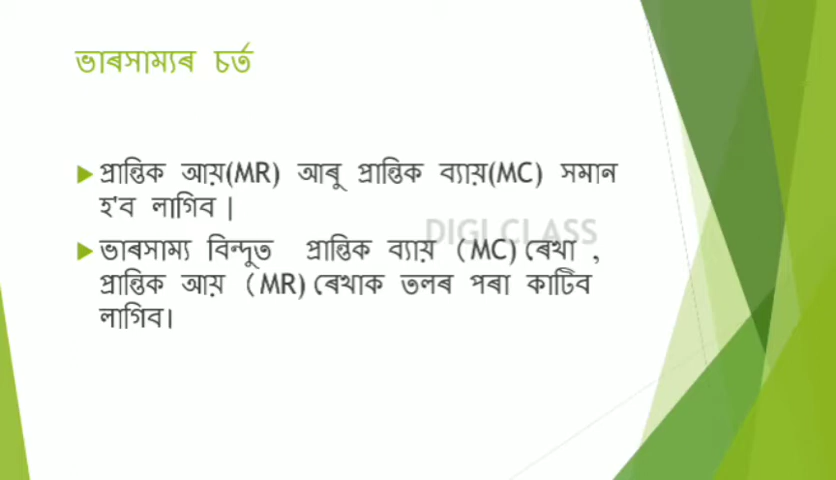 ভাৰসাম্যৰ চৰ্ত
প্ৰান্তিক আয়(MR) আৰু প্ৰান্তিক ব্যায়(MC) সমান
হ'ব লাগিব |
DIGI CLASS
ভাৰসাম্য বিন্দুত প্ৰান্তিক ব্যায় (MC) ৰেখা ,
প্ৰান্তিক আয় (MR) ৰেখাক তলৰ পৰা কাটিব
লাগিব।